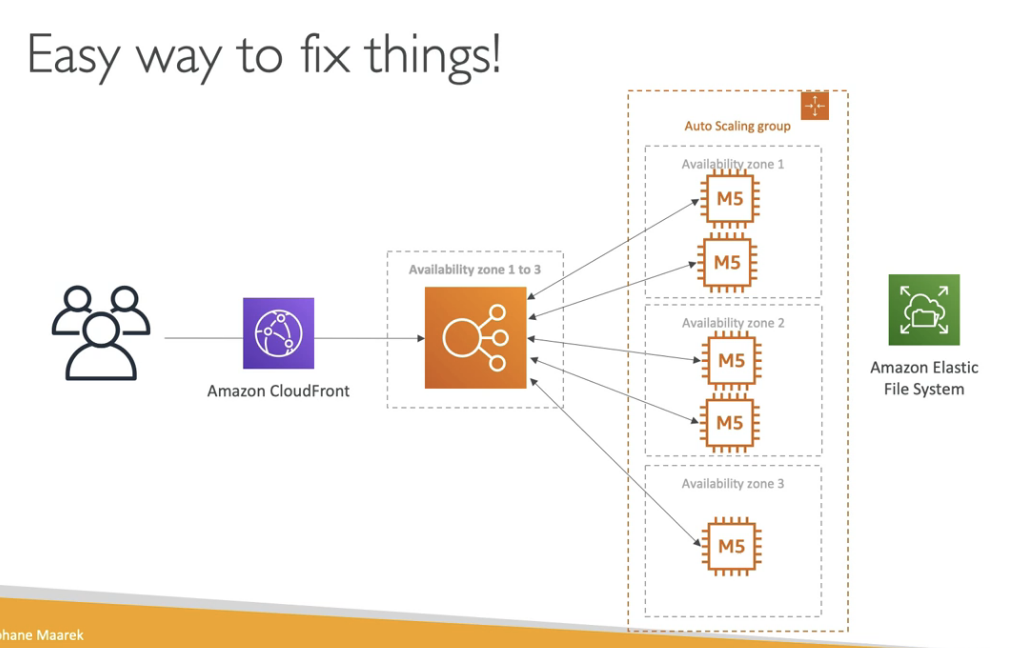 Easy way to fix things!
Auto Scaling group
Availability zone 1
M5
M5
Availability zone 1 to 3
Availability zone 2
M5
M5
Amazon CloudFront
Amazon Elastic
File System
Availability zone 3
M5
Maarek